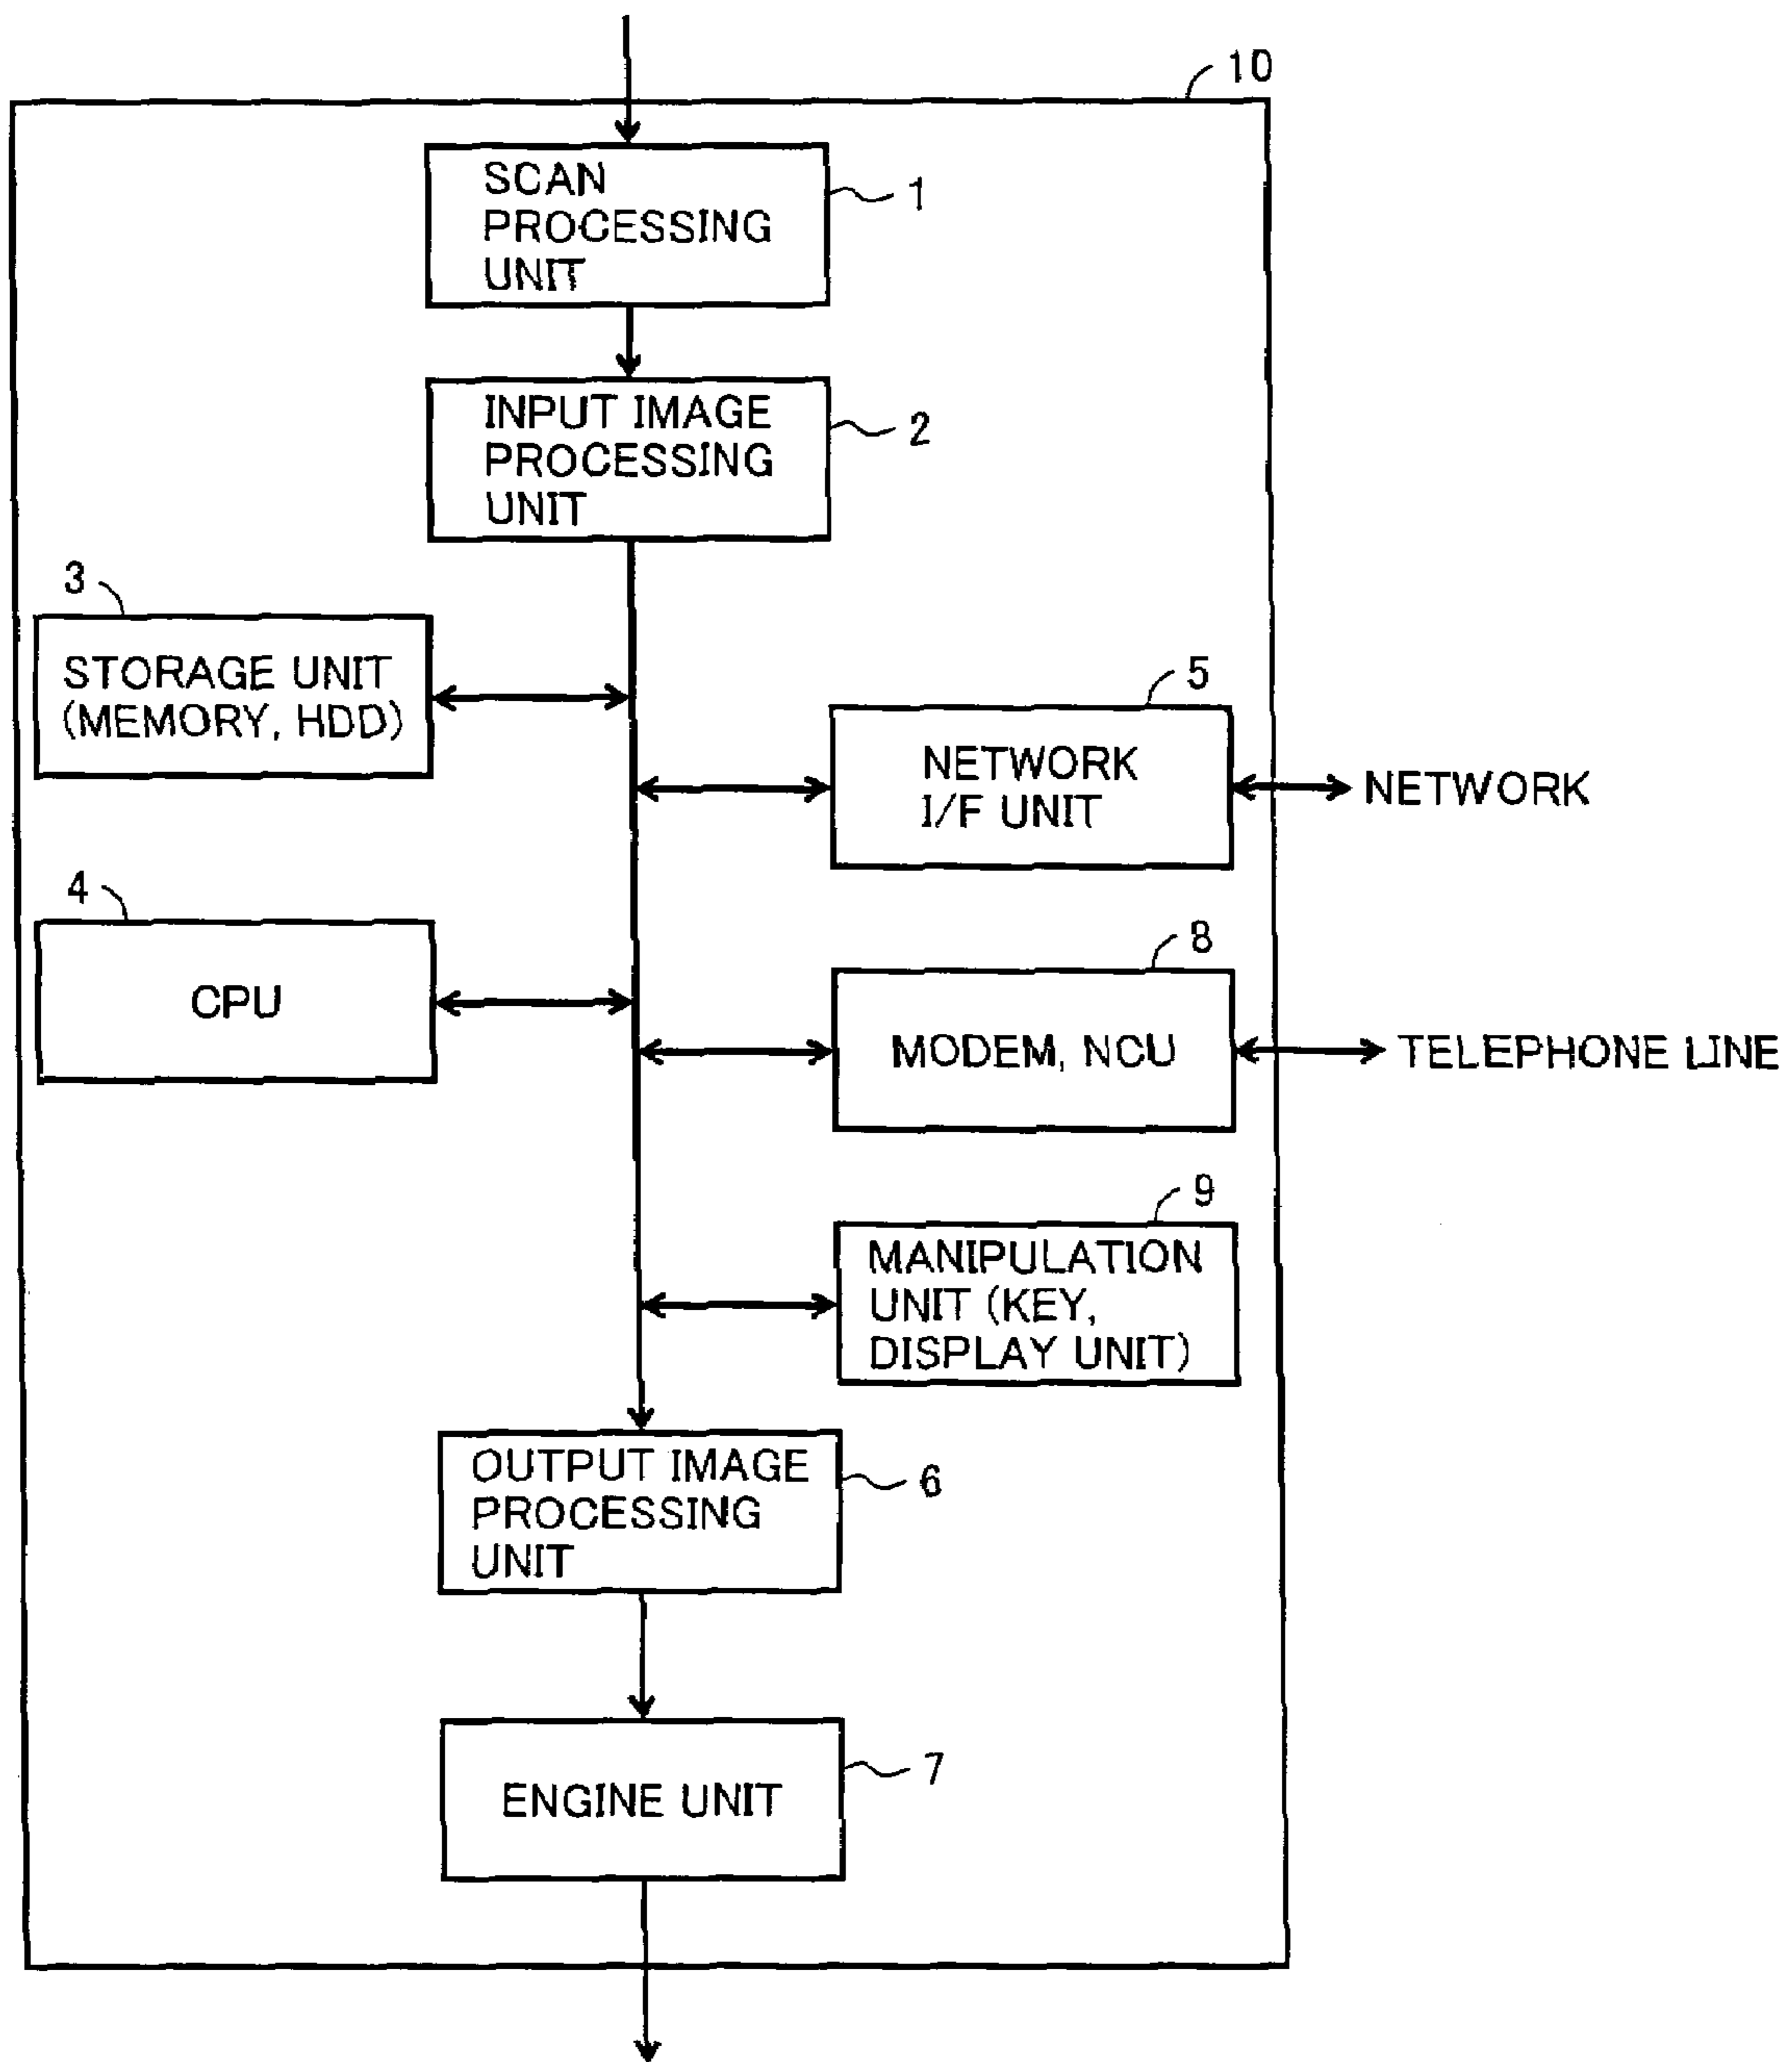 10
SCAN
PROCESSING
UNIT
1
INPUT IMAGE
PROCESSING
UNIT
2
3
STORAGE UNIT
(MEMORY, HDD)
5
NETWORK
I/F UNIT
NETWORK
4
CPU
8
MODEM, NCU
TELEPHONE LINE
9
MANIPULATION
UNIT (KEY,
DISPLAY UNIT)
OUTPUT IMAGE
PROCESSING
UNIT
6
ENGINE UNIT
7